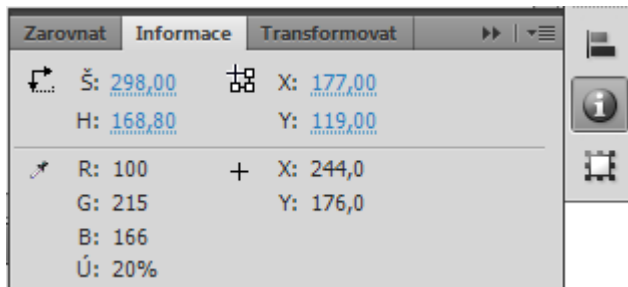 Zarovnat Informace Transformovat
Š: 298,00 X: 177,00
H: 168,80 Y: 119,00
R: 100 X: 244,0
G: 215 Y: 176,0
B: 166
Ú: 20%